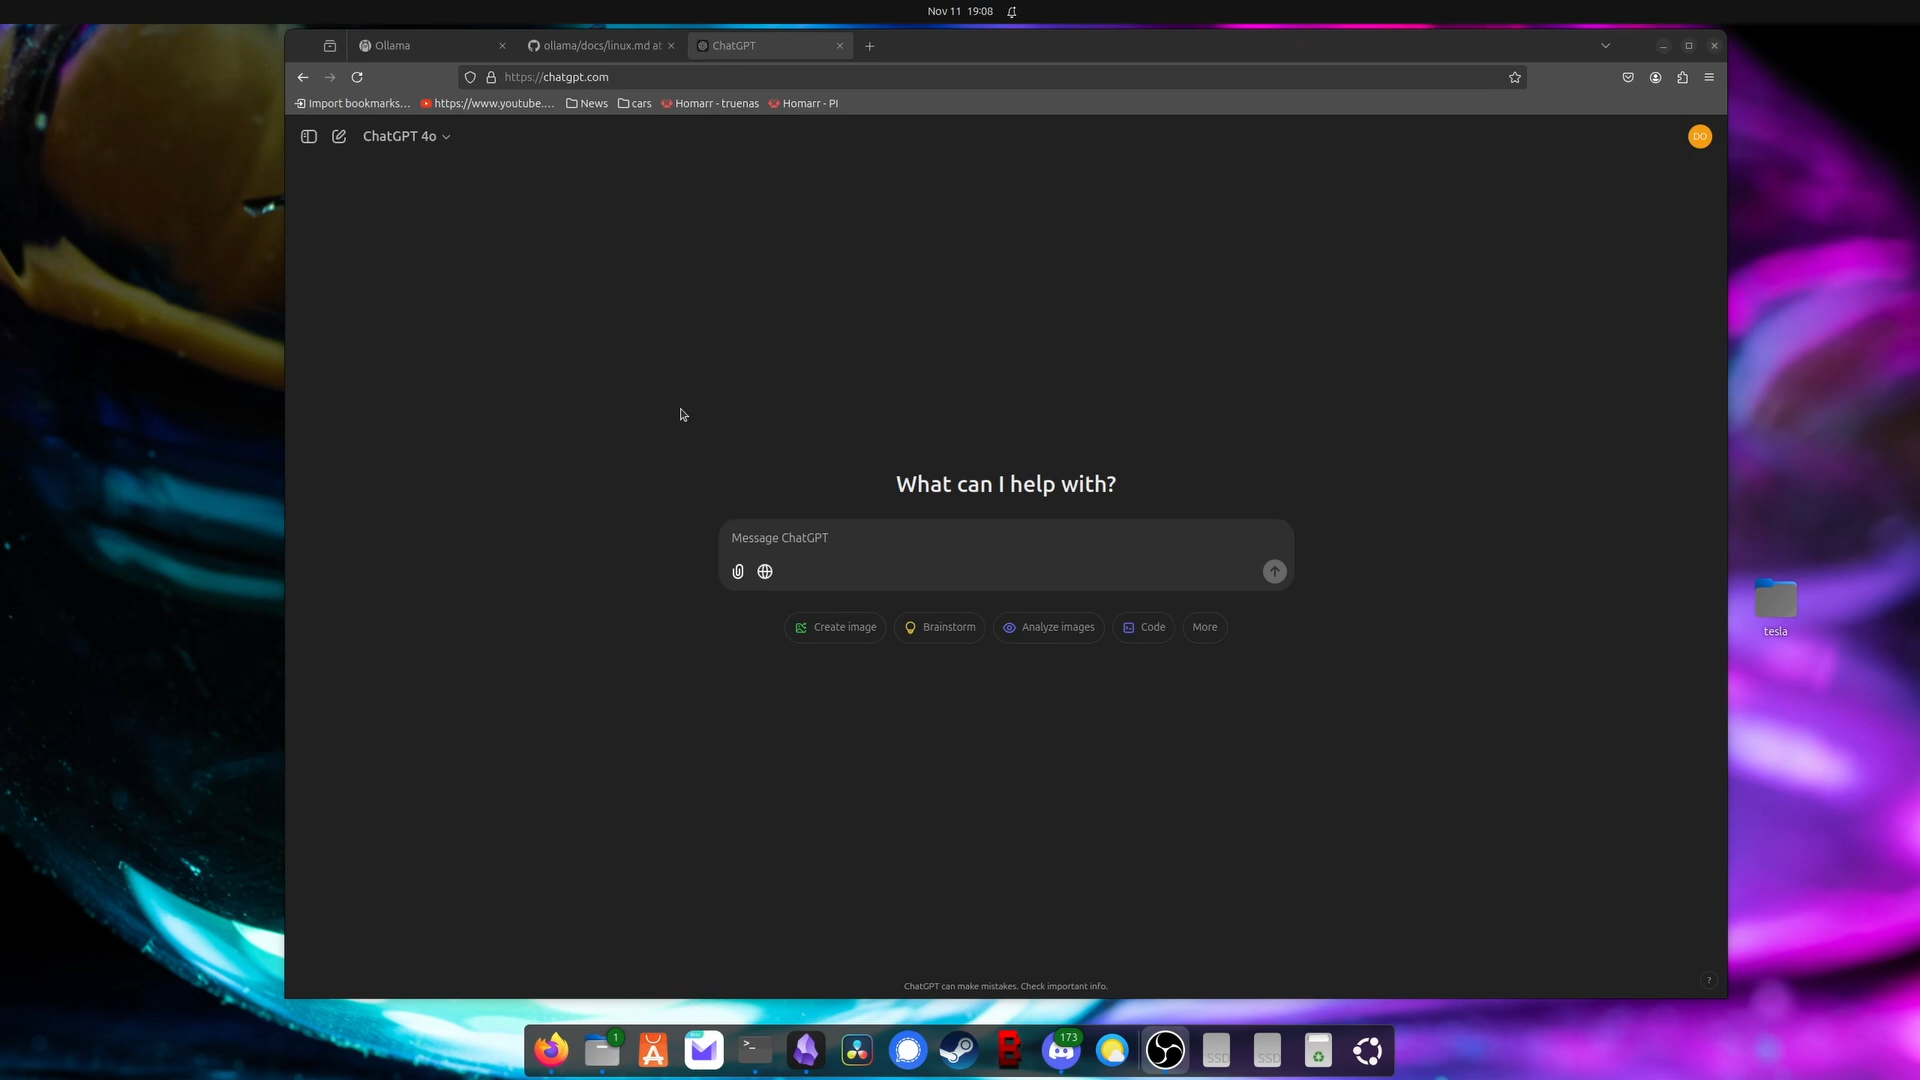 Nov 11 19:08
Ollama
ollama/docs/linux.md at
ChatGPT
https://chatgpt.com
Import bookmarks...
https://www.youtube....
News
cars
Homarr - truenas
Homarr - PI
ChatGPT 4o
DO
What can I help with?
Message ChatGPT
Create image
Brainstorm
Analyze images
Code
More
tesla
ChatGPT can make mistakes. Check important info.
?
1
173
SSD
SSD